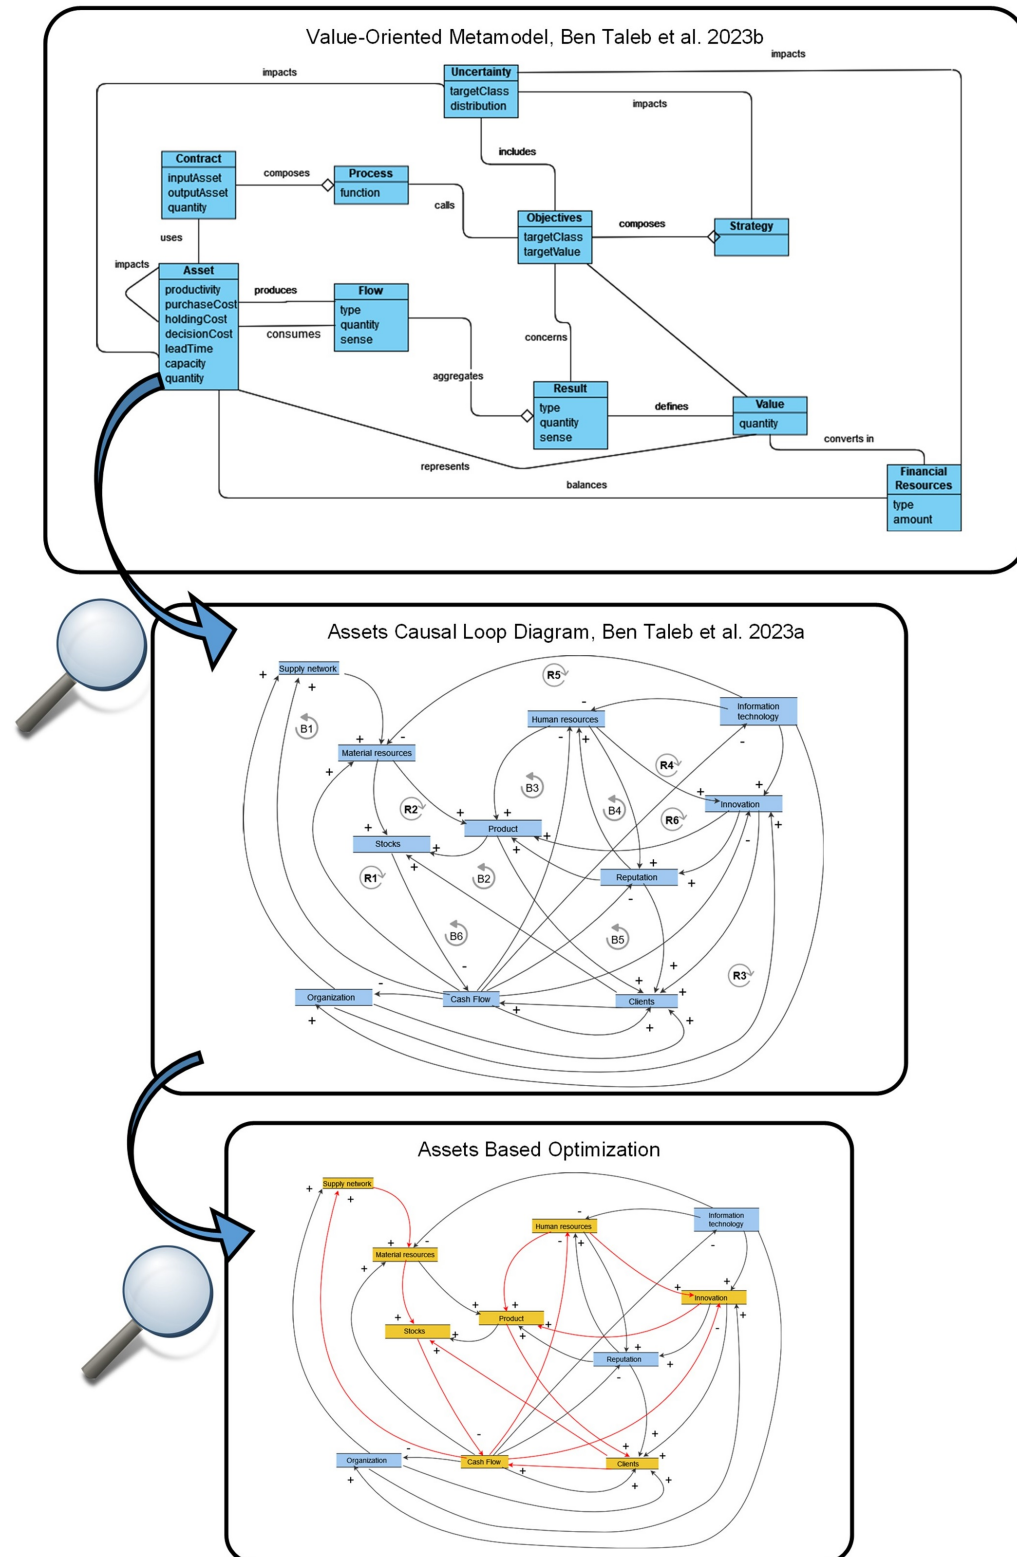 Value-Oriented Metamodel, Ben Taleb et al. 2023b
impacts
impacts
Uncertainty
targetClass
distribution
impacts
includes
Contract
inputAsset
outputAsset
quantity
composes
Process
function
calls
Objectives
targetClass
targetValue
composes
Strategy
uses
impacts
Asset
productivity
purchaseCost
holdingCost
decisionCost
leadTime
capacity
quantity
produces
consumes
Flow
type
quantity
sense
concerns
aggregates
Result
type
quantity
sense
defines
Value
quantity
converts in
represents
balances
Financial
Resources
type
amount
Assets Causal Loop Diagram, Ben Taleb et al. 2023a
Supply network
+
+
B1
R5
Information
technology
-
-
Human resources
-
+
+
-
Material resources
+
R4
+
+
Innovation
+
-
B3
B4
R6
R2
+
+
Product
+
+
Stocks
+
+
+
Reputation
+
-
R1
B2
B6
B5
-
+
R3
Organization
-
+
Cash Flow
+
+
Clients
+
+
+
Assets Based Optimization
+
Supply network
+
Information
technology
-
-
Human resources
-
+
+
-
Material resources
+
+
+
Innovation
-
+
+
+
Product
+
+
Stocks
+
+
+
Reputation
+
-
-
+
Organization
-
+
Cash Flow
+
+
Clients
+
+
+